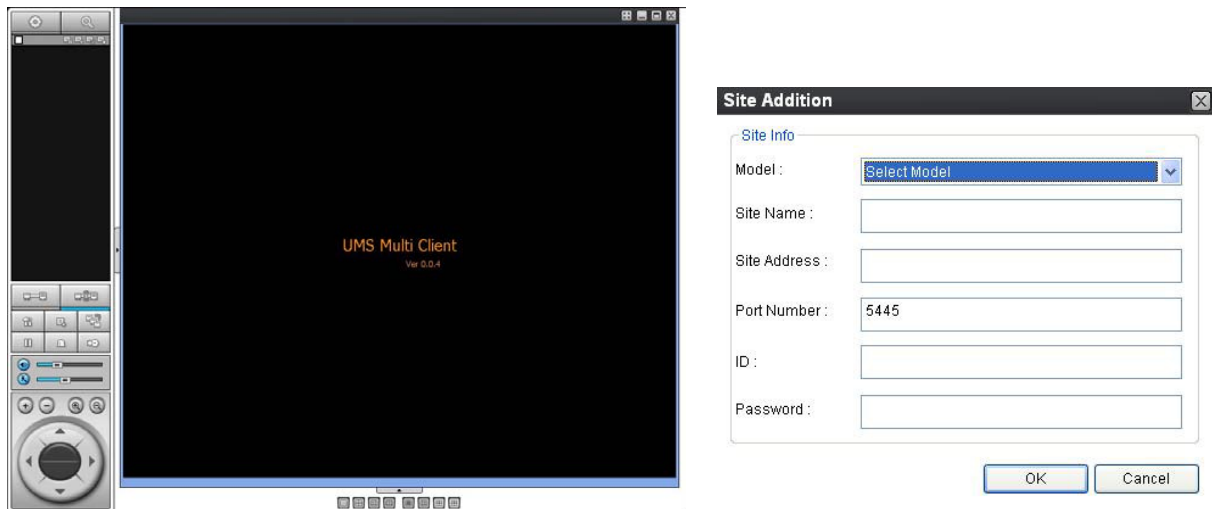 UMS Multi Client
Ver 0.0.4
Site Addition
Site Info
Model :
Select Model
Site Name :
Site Address :
Port Number :
5445
ID :
Password :
OK
Cancel